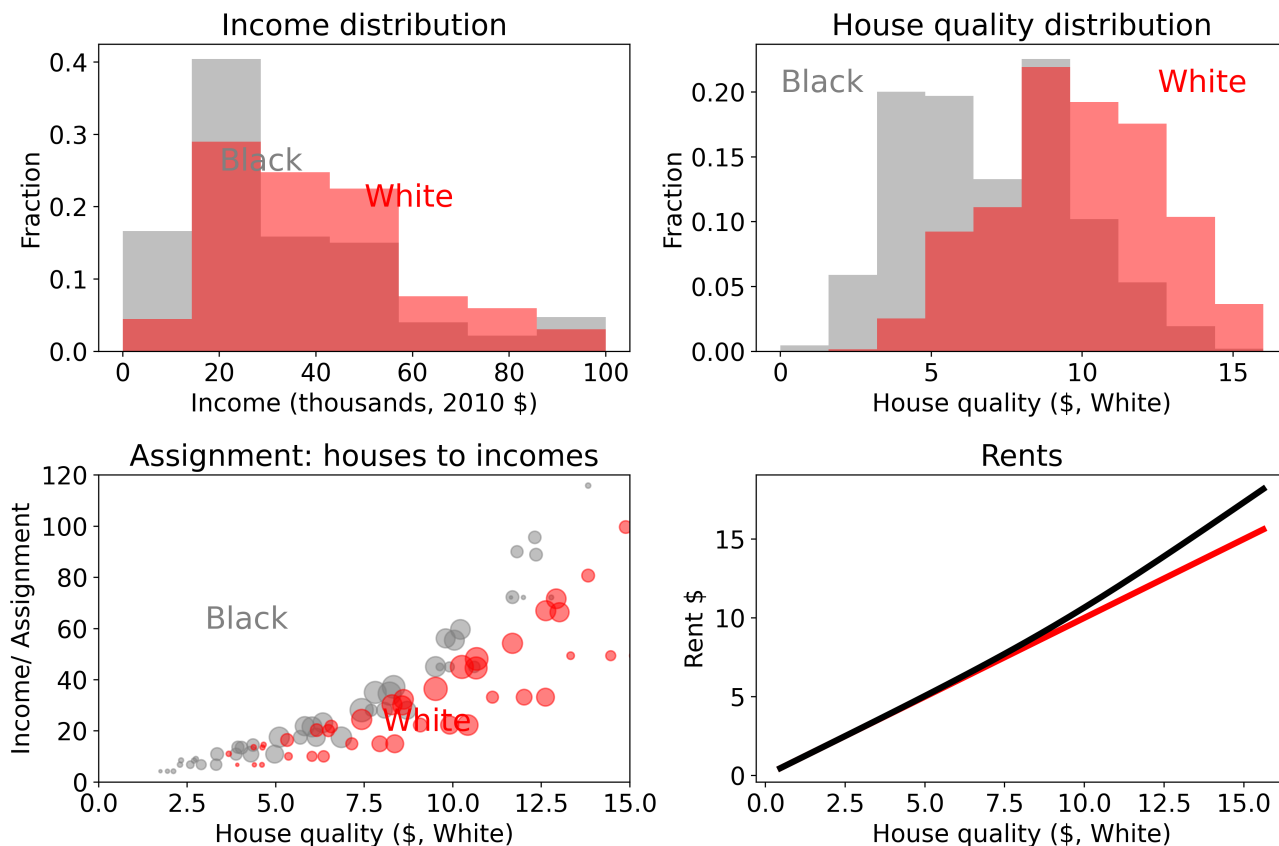 Income distribution
0.4
0.3
0.2
0.1
0.0
Fraction
Black
White
0 20 40 60 80 100
Income (thousands, 2010 $)
House quality distribution
0.20
0.15
0.10
0.05
0.00
Fraction
Black
White
0 5 10 15
House quality ($, White)
Assignment: houses to incomes
120
100
80
60
40
20
0
Income/ Assignment
Black
White
0.0 2.5 5.0 7.5 10.0 12.5 15.0
House quality ($, White)
Rents
15
10
5
0
Rent $
0.0 2.5 5.0 7.5 10.0 12.5 15.0
House quality ($, White)